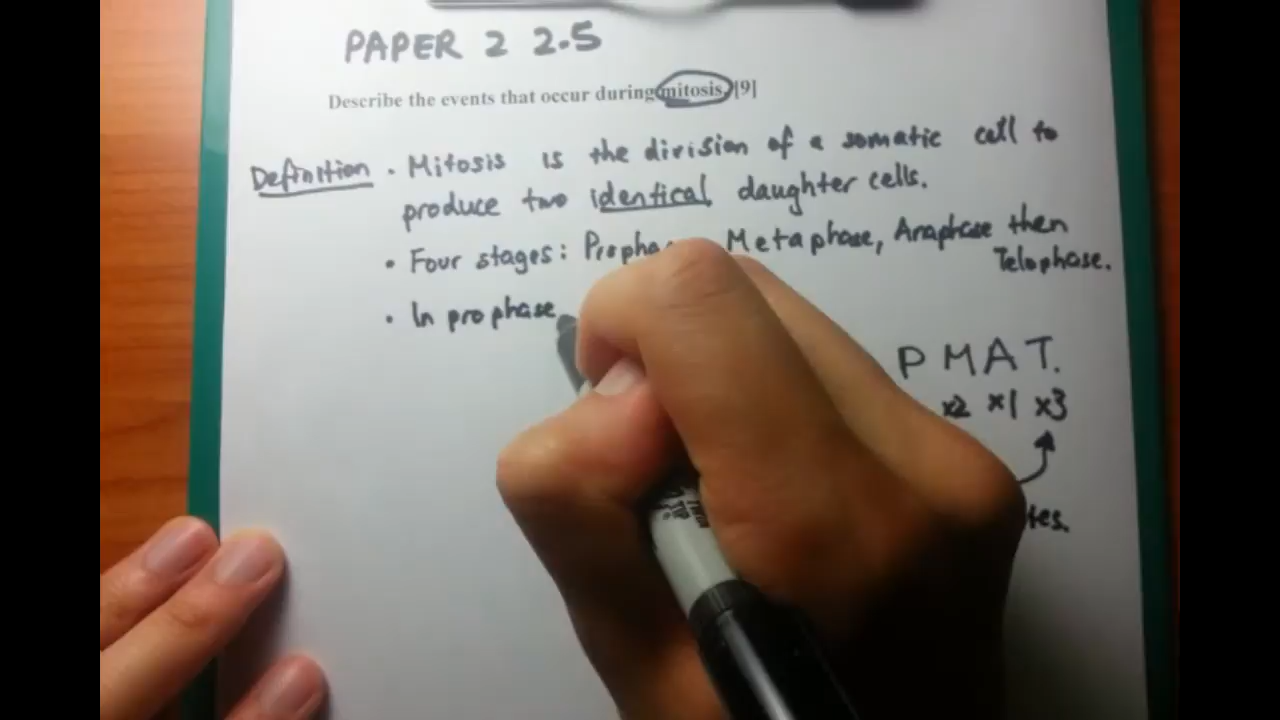 PAPER 2 2.5
Describe the events that occur during mitosis. [9]
Definition • Mitosis is the division of a somatic cell to
produce two identical daughter cells.
• Four stages: Metaphase, Anaphase then
Telophase.
• In prophase
P M A T.
x2 x1 x3